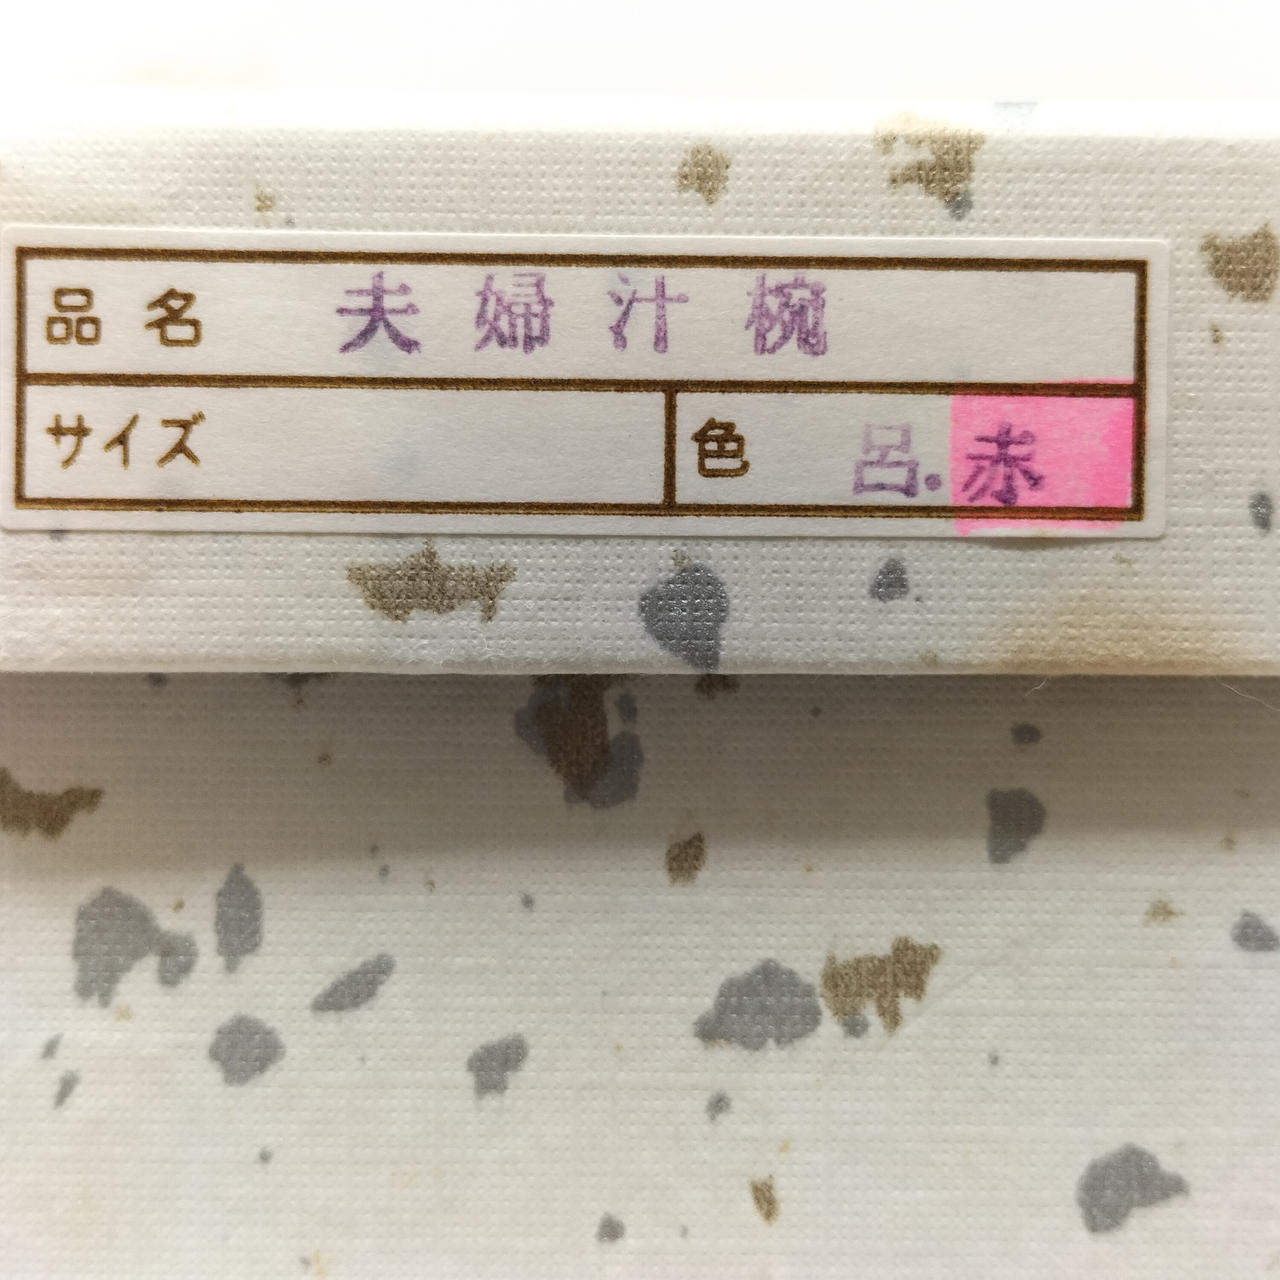 品名 夫婦汁椀
サイズ 色 呂.赤